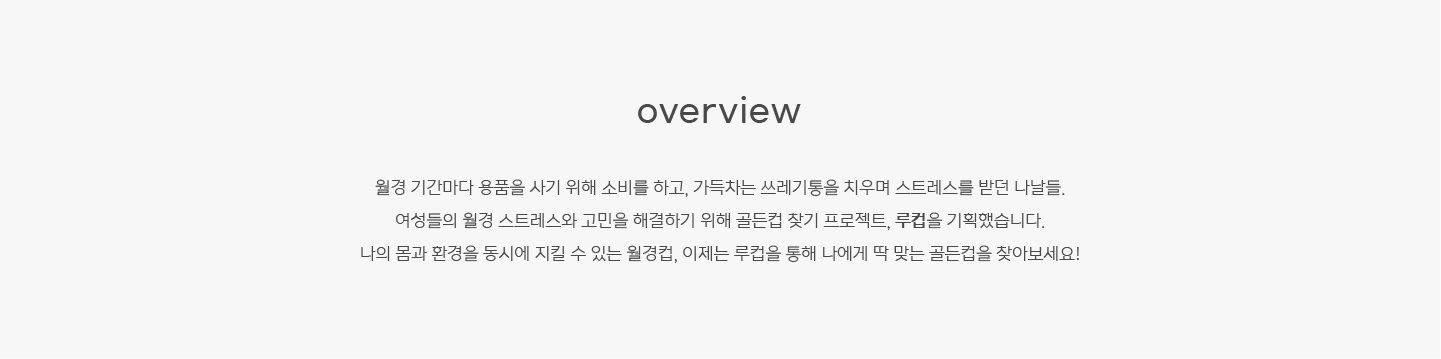 overview
월경 기간마다 용품을 사기 위해 소비를 하고, 가득차는 쓰레기통을 치우며 스트레스를 받던 나날들.
여성들의 월경 스트레스와 고민을 해결하기 위해 골든컵 찾기 프로젝트, 루컵을 기획했습니다.
나의 몸과 환경을 동시에 지킬 수 있는 월경컵, 이제는 루컵을 통해 나에게 딱 맞는 골든컵을 찾아보세요!